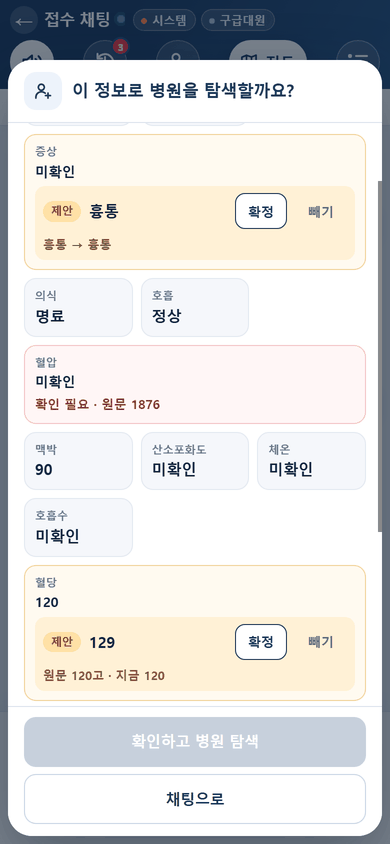 접수 채팅
시스템
구급대원
3
이 정보로 병원을 탐색할까요?
증상
미확인
제안 흉통 확정 빼기
흥통 → 흉통
의식
명료
호흡
정상
혈압
미확인
확인 필요 · 원문 1876
맥박
90
산소포화도
미확인
체온
미확인
호흡수
미확인
혈당
120
제안 129 확정 빼기
원문 120고 · 지금 120
확인하고 병원 탐색
채팅으로